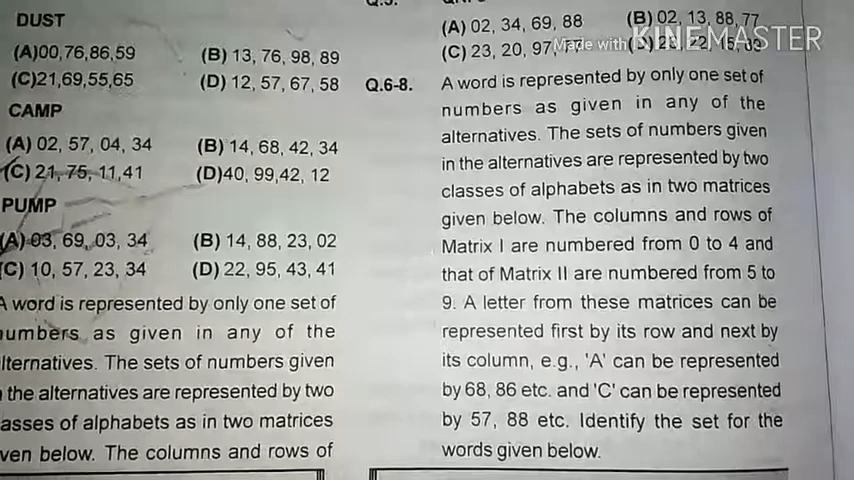 DUST
(A)00,76,86,59 (B) 13, 76, 98, 89
(C)21,69,55,65 (D) 12, 57, 67, 58
CAMP
(A) 02, 57, 04, 34 (B) 14, 68, 42, 34
(C) 21, 75, 11,41 (D)40, 99,42, 12
PUMP
(A) 03, 69, 03, 34 (B) 14, 88, 23, 02
(C) 10, 57, 23, 34 (D) 22, 95, 43, 41
A word is represented by only one set of
numbers as given in any of the
lternatives. The sets of numbers given
the alternatives are represented by two
asses of alphabets as in two matrices
ven below. The columns and rows of
(A) 02, 34, 69, 88 (B) 02, 13, 88, 77
(C) 23, 20, 97,
Made with KINEMASTER
Q.6-8. A word is represented by only one set of
numbers as given in any of the
alternatives. The sets of numbers given
in the alternatives are represented by two
classes of alphabets as in two matrices
given below. The columns and rows of
Matrix I are numbered from 0 to 4 and
that of Matrix II are numbered from 5 to
9. A letter from these matrices can be
represented first by its row and next by
its column, e.g., 'A' can be represented
by 68, 86 etc. and 'C' can be represented
by 57, 88 etc. Identify the set for the
words given below.